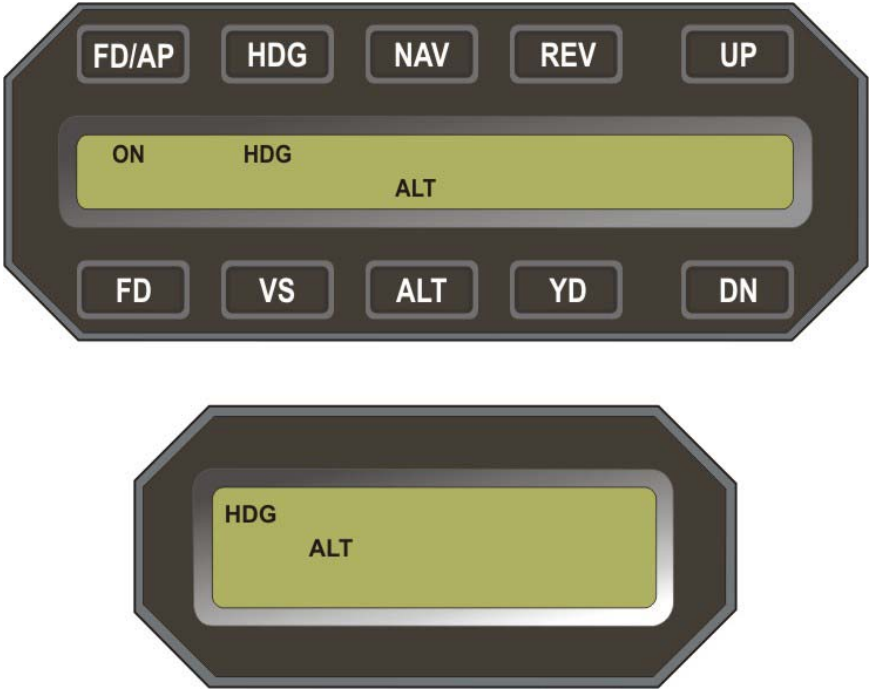 FD/AP HDG NAV REV UP
ON HDG
ALT
FD VS ALT YD DN
HDG
ALT